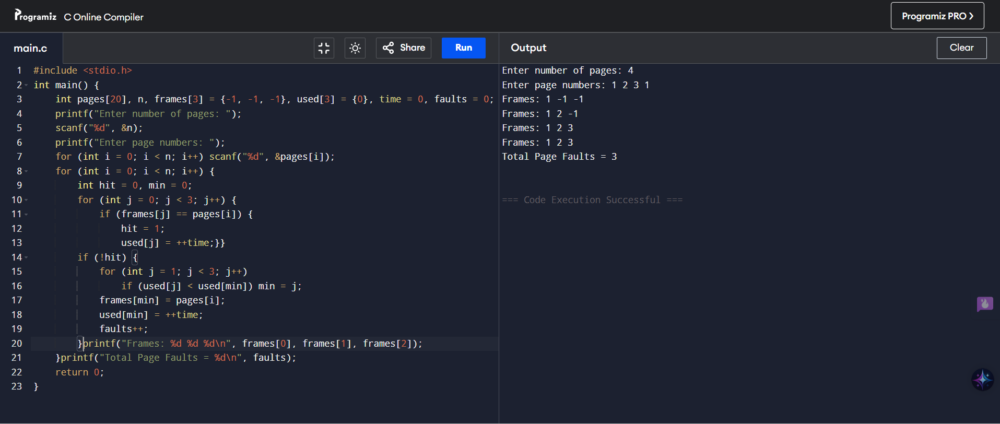 Programiz C Online Compiler
Programiz PRO >
main.c
Share
Run
Output
Clear
1 #include <stdio.h>
2 int main() {
3 int pages[20], n, frames[3] = {-1, -1, -1}, used[3] = {0}, time = 0, faults = 0;
4 printf("Enter number of pages: ");
5 scanf("%d", &n);
6 printf("Enter page numbers: ");
7 for (int i = 0; i < n; i++) scanf("%d", &pages[i]);
8 for (int i = 0; i < n; i++) {
9 int hit = 0, min = 0;
10 for (int j = 0; j < 3; j++) {
11 if (frames[j] == pages[i]) {
12 hit = 1;
13 used[j] = ++time;}}
14 if (!hit) {
15 for (int j = 1; j < 3; j++)
16 if (used[j] < used[min]) min = j;
17 frames[min] = pages[i];
18 used[min] = ++time;
19 faults++;
20 }printf("Frames: %d %d %d\n", frames[0], frames[1], frames[2]);
21 }printf("Total Page Faults = %d\n", faults);
22 return 0;
23 }
Enter number of pages: 4
Enter page numbers: 1 2 3 1
Frames: 1 -1 -1
Frames: 1 2 -1
Frames: 1 2 3
Frames: 1 2 3
Total Page Faults = 3
=== Code Execution Successful ===